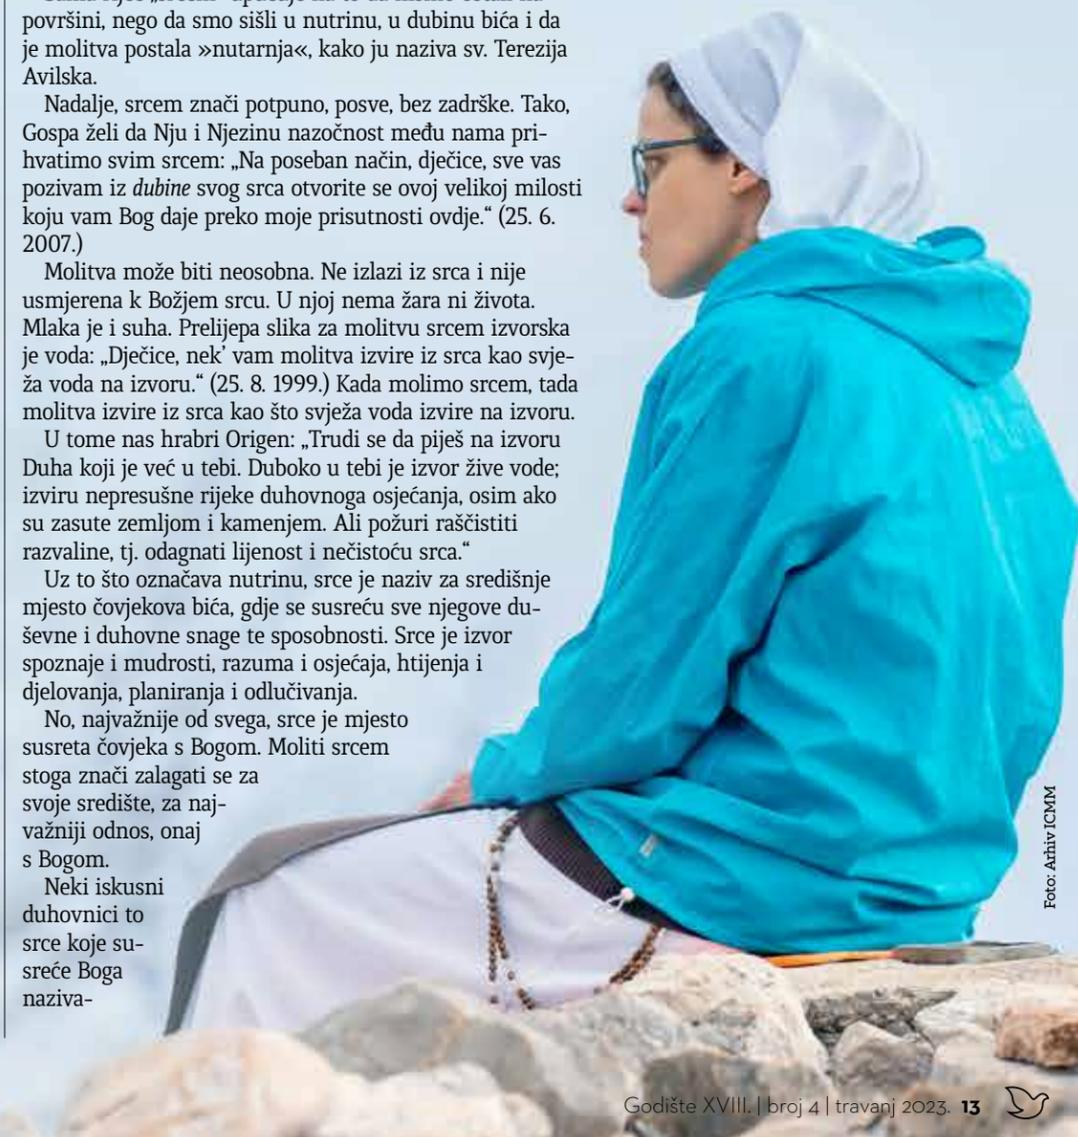 površini, nego da smo sišli u nutrinu, u dubinu bića i da
je molitva postala »nutarnja«, kako ju naziva sv. Terezija
Avilska.
Nadalje, srcem znači potpuno, posve, bez zadrške. Tako,
Gospa želi da Nju i Njezinu nazočnost među nama pri-
hvatimo svim srcem: „Na poseban način, dječice, sve vas
pozivam iz dubine svog srca otvorite se ovoj velikoj milosti
koju vam Bog daje preko moje prisutnosti ovdje.“ (25. 6.
2007.)
Molitva može biti neosobna. Ne izlazi iz srca i nije
usmjerena k Božjem srcu. U njoj nema žara ni života.
Mlaka je i suha. Prelijepa slika za molitvu srcem izvorska
je voda: „Dječice, nek’ vam molitva izvire iz srca kao svje-
ža voda na izvoru.“ (25. 8. 1999.) Kada molimo srcem, tada
molitva izvire iz srca kao što svježa voda izvire na izvoru.
U tome nas hrabri Origen: „Trudi se da piješ na izvoru
Duha koji je već u tebi. Duboko u tebi je izvor žive vode;
izviru nepresušne rijeke duhovnoga osjećanja, osim ako
su zasute zemljom i kamenjem. Ali požuri raščistiti
razvaline, tj. odagnati lijenost i nečistoću srca.“
Uz to što označava nutrinu, srce je naziv za središnje
mjesto čovjekova bića, gdje se susreću sve njegove du-
ševne i duhovne snage te sposobnosti. Srce je izvor
spoznaje i mudrosti, razuma i osjećaja, htijenja i
djelovanja, planiranja i odlučivanja.
No, najvažnije od svega, srce je mjesto
susreta čovjeka s Bogom. Moliti srcem
stoga znači zalagati se za
svoje središte, za naj-
važniji odnos, onaj
s Bogom.
Neki iskusni
duhovnici to
srce koje su-
sreće Boga
naziva-
Foto: Arhiv ICMM
Godište XVIII. | broj 4 | travanj 2023. 13